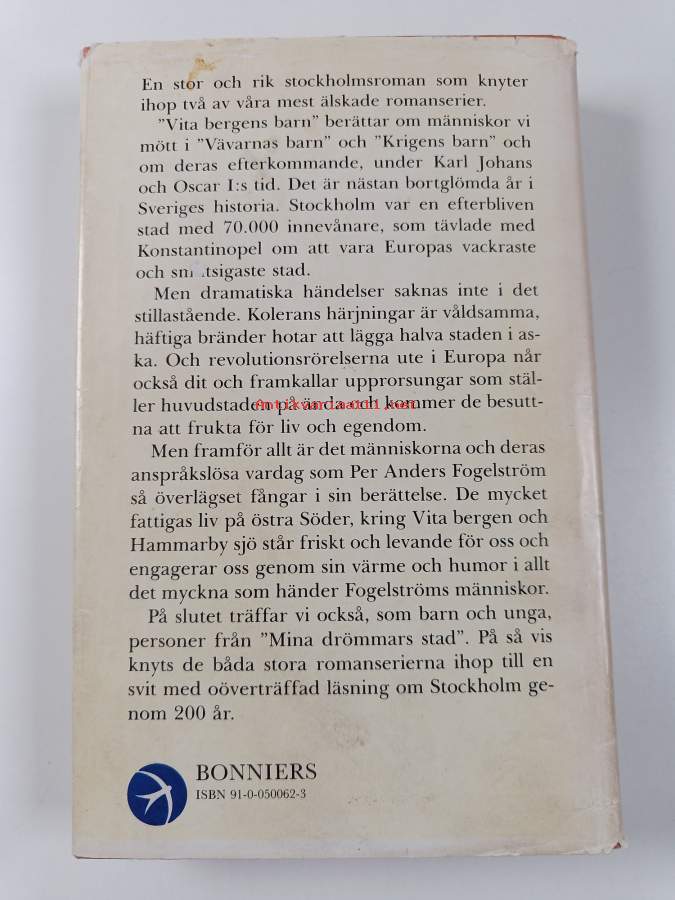 En stor och rik stockholmsroman som knyter
ihop två av våra mest älskade romanserier.
"Vita bergens barn" berättar om människor vi
mött i "Vävarnas barn" och "Krigens barn" och
om deras efterkommande, under Karl Johans
och Oscar I:s tid. Det är nästan bortglömda år i
Sveriges historia. Stockholm var en efterbliven
stad med 70.000 innevånare, som tävlade med
Konstantinopel om att vara Europas vackraste
och stad.
Men dramatiska händelser saknas inte i det
stillastående. Kolerans härjningar är våldsamma,
häftiga bränder hotar att lägga halva staden i as-
ka. Och revolutionsrörelserna ute i Europa når
också dit och framkallar upprorsungar som stäl-
ler huvudstaden på ända och kommer de besutt-
na att frukta för liv och egendom.
Men framför allt är det människorna och deras
anspråkslösa vardag som Per Anders Fogelström
så överlägset fångar i sin berättelse. De mycket
fattigas liv på östra Söder, kring Vita bergen och
Hammarby sjö står friskt och levande för oss och
engagerar oss genom sin värme och humor i allt
det myckna som händer Fogelströms människor.
På slutet träffar vi också, som barn och unga,
personer från "Mina drömmars stad". På så vis
knyts de båda stora romanserierna ihop till en
svit med oöverträffad läsning om Stockholm ge-
nom 200 år.
BONNIERS
ISBN 91-0-050062-3